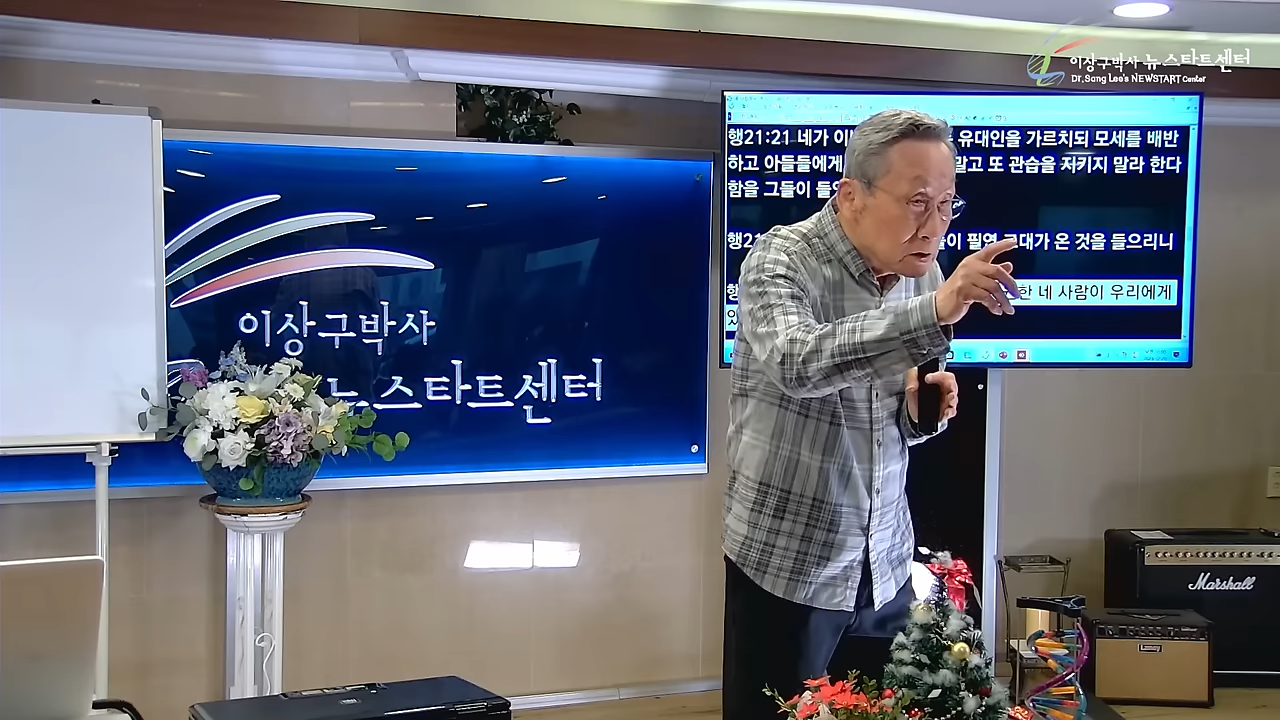 이상구박사 뉴스타트센터
Dr. Sang Lee's NEWSTART Center
행21:21 네가 이 유대인을 가르치되 모세를 배반
하고 아들들에게 말고 또 관습을 지키지 말라 한다
함을 그들이 들
행2 이 필연 그대가 온 것을 들으리니
한 네 사람이 우리에게
이상구박사
뉴스타트센터
Marshall
Laney